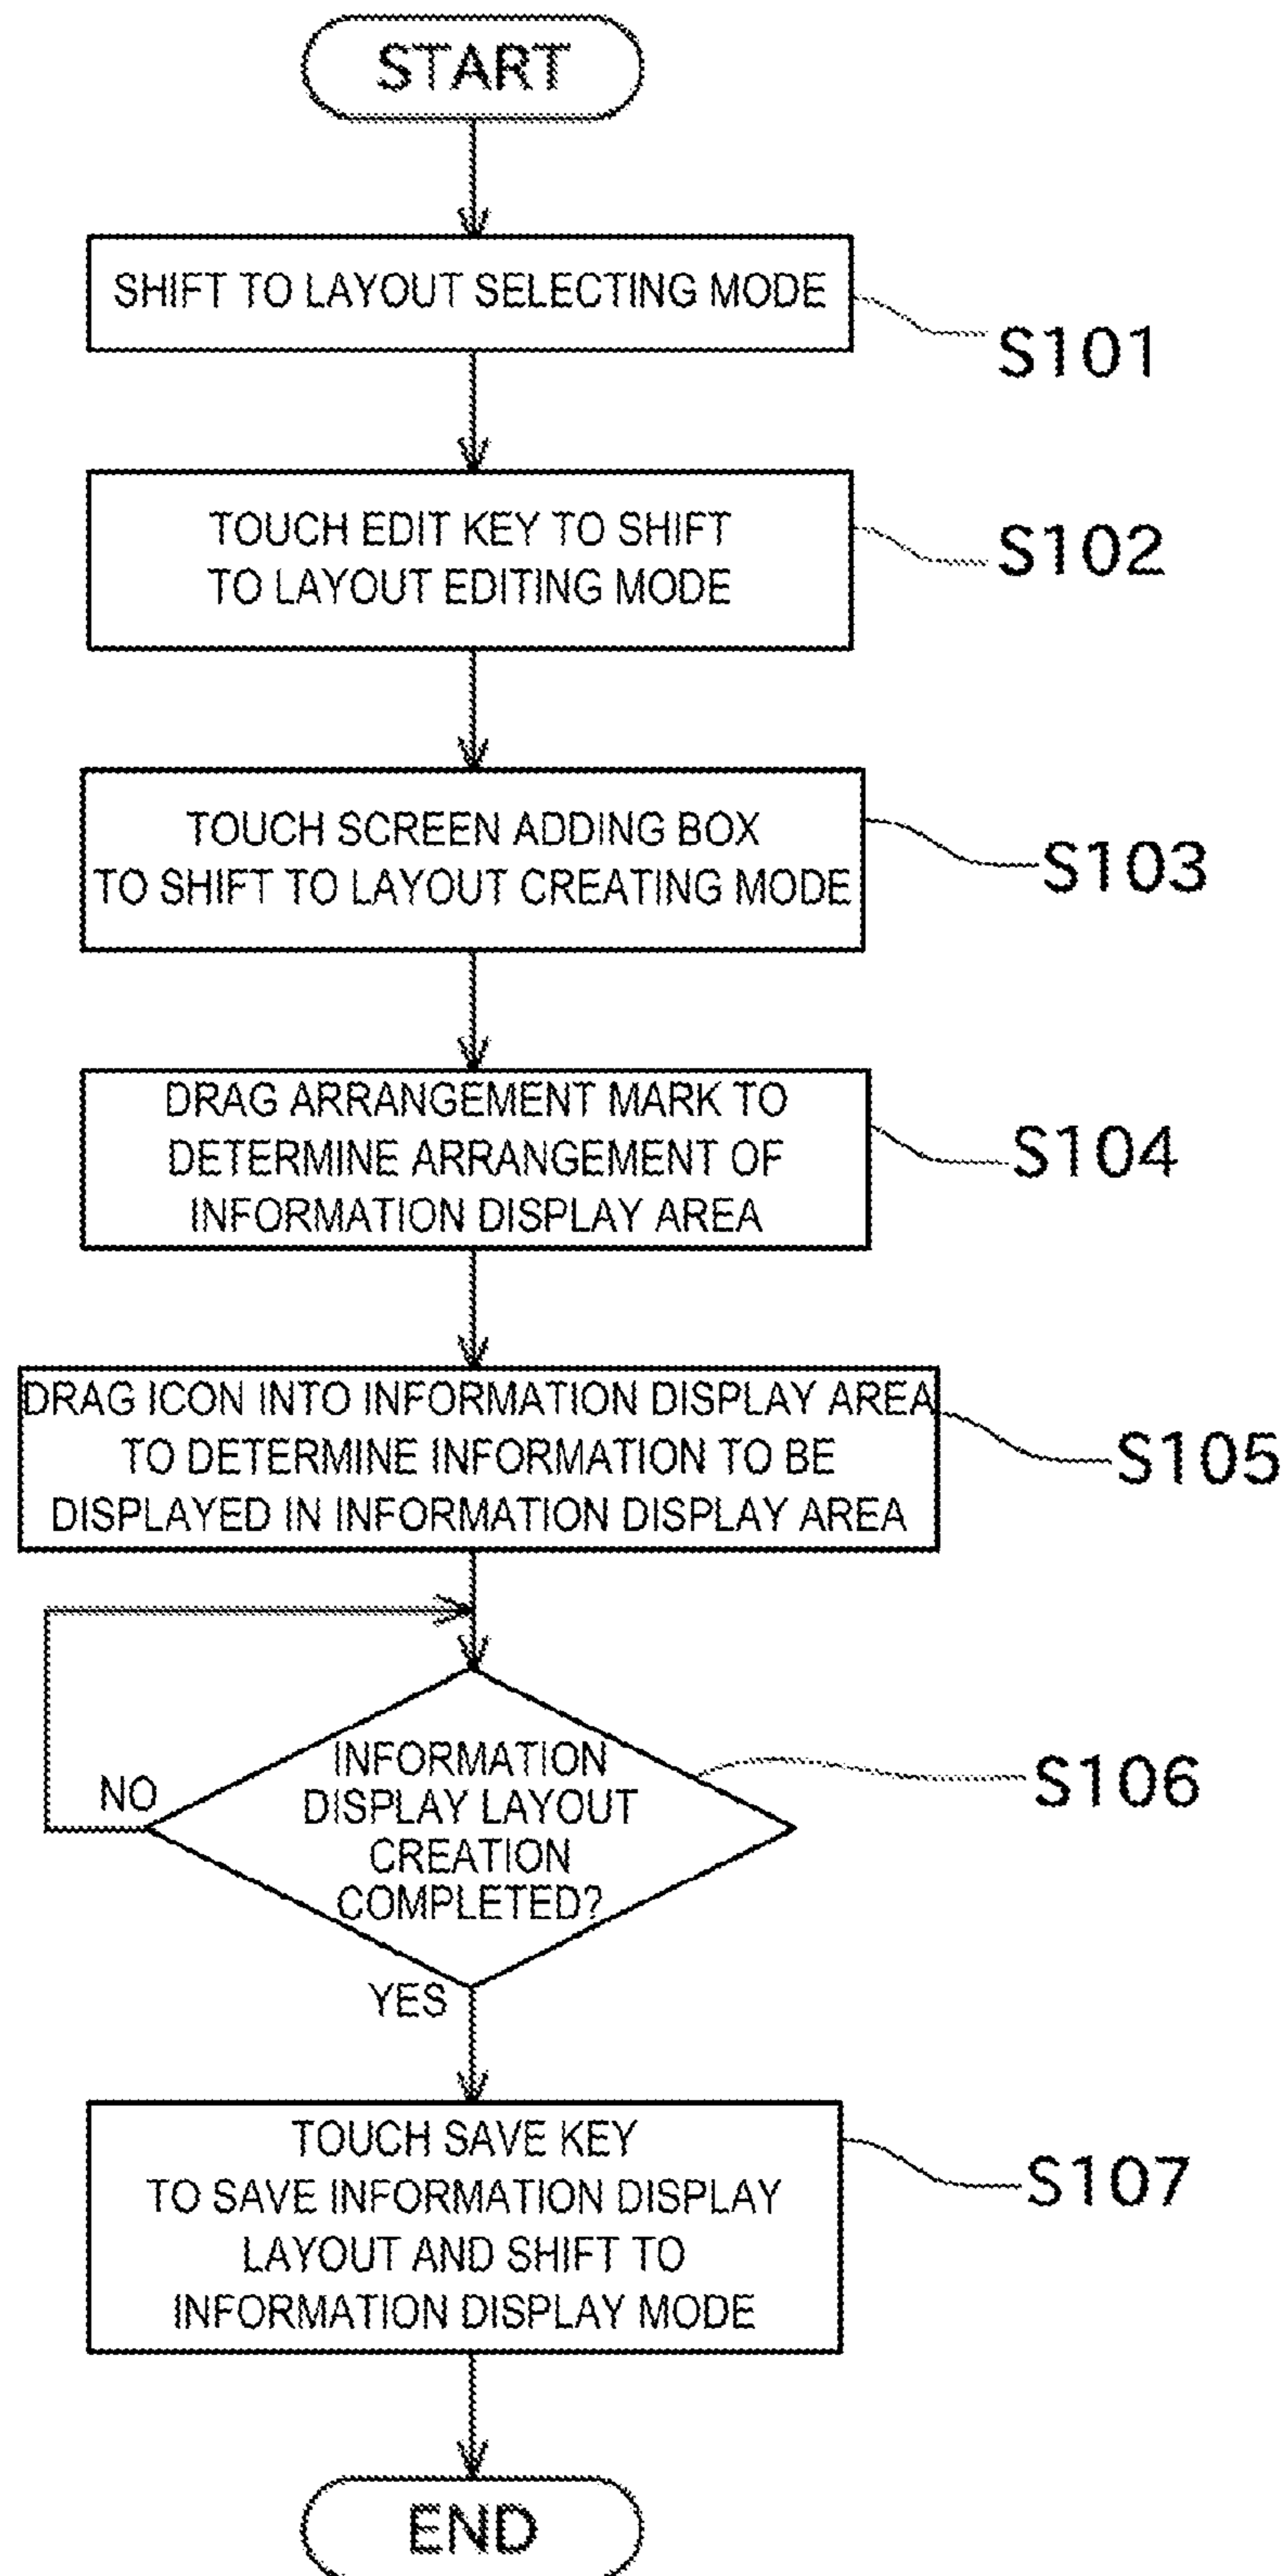 START
SHIFT TO LAYOUT SELECTING MODE
S101
TOUCH EDIT KEY TO SHIFT
TO LAYOUT EDITING MODE
S102
TOUCH SCREEN ADDING BOX
TO SHIFT TO LAYOUT CREATING MODE
S103
DRAG ARRANGEMENT MARK TO
DETERMINE ARRANGEMENT OF
INFORMATION DISPLAY AREA
S104
DRAG ICON INTO INFORMATION DISPLAY AREA
TO DETERMINE INFORMATION TO BE
DISPLAYED IN INFORMATION DISPLAY AREA
S105
INFORMATION
DISPLAY LAYOUT
CREATION
COMPLETED?
S106
NO
YES
TOUCH SAVE KEY
TO SAVE INFORMATION DISPLAY
LAYOUT AND SHIFT TO
INFORMATION DISPLAY MODE
S107
END